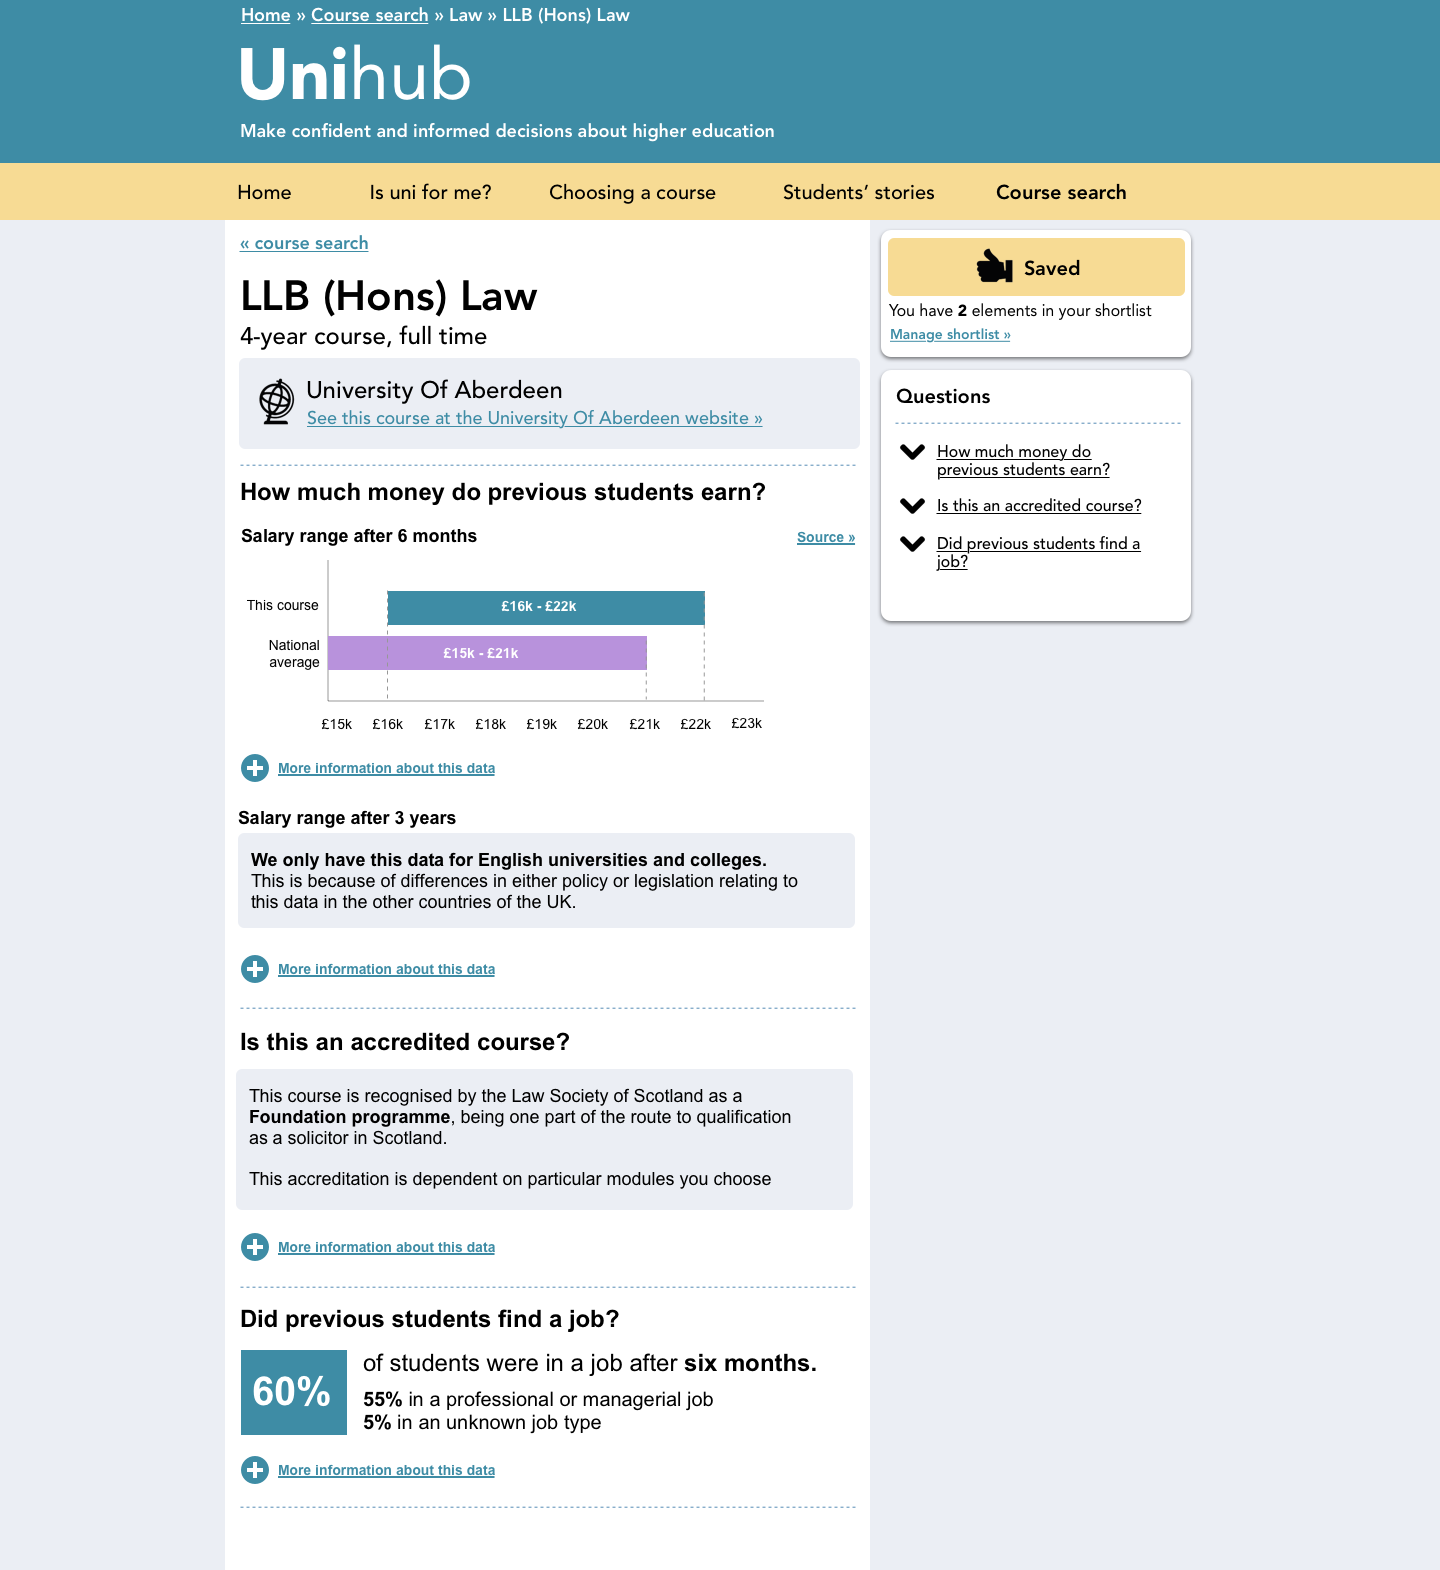 Home » Course search » Law » LLB (Hons) Law
Unihub
Make confident and informed decisions about higher education
Home
Is uni for me?
Choosing a course
Students’ stories
Course search
« course search
LLB (Hons) Law
4-year course, full time
University Of Aberdeen
See this course at the University Of Aberdeen website »
How much money do previous students earn?
Salary range after 6 months
Source »
This course
£16k - £22k
National
average
£15k - £21k
£15k £16k £17k £18k £19k £20k £21k £22k £23k
More information about this data
Salary range after 3 years
We only have this data for English universities and colleges.
This is because of differences in either policy or legislation relating to
this data in the other countries of the UK.
More information about this data
Is this an accredited course?
This course is recognised by the Law Society of Scotland as a
Foundation programme, being one part of the route to qualification
as a solicitor in Scotland.
This accreditation is dependent on particular modules you choose
More information about this data
Did previous students find a job?
60%
of students were in a job after six months.
55% in a professional or managerial job
5% in an unknown job type
More information about this data
Saved
You have 2 elements in your shortlist
Manage shortlist »
Questions
How much money do
previous students earn?
Is this an accredited course?
Did previous students find a
job?